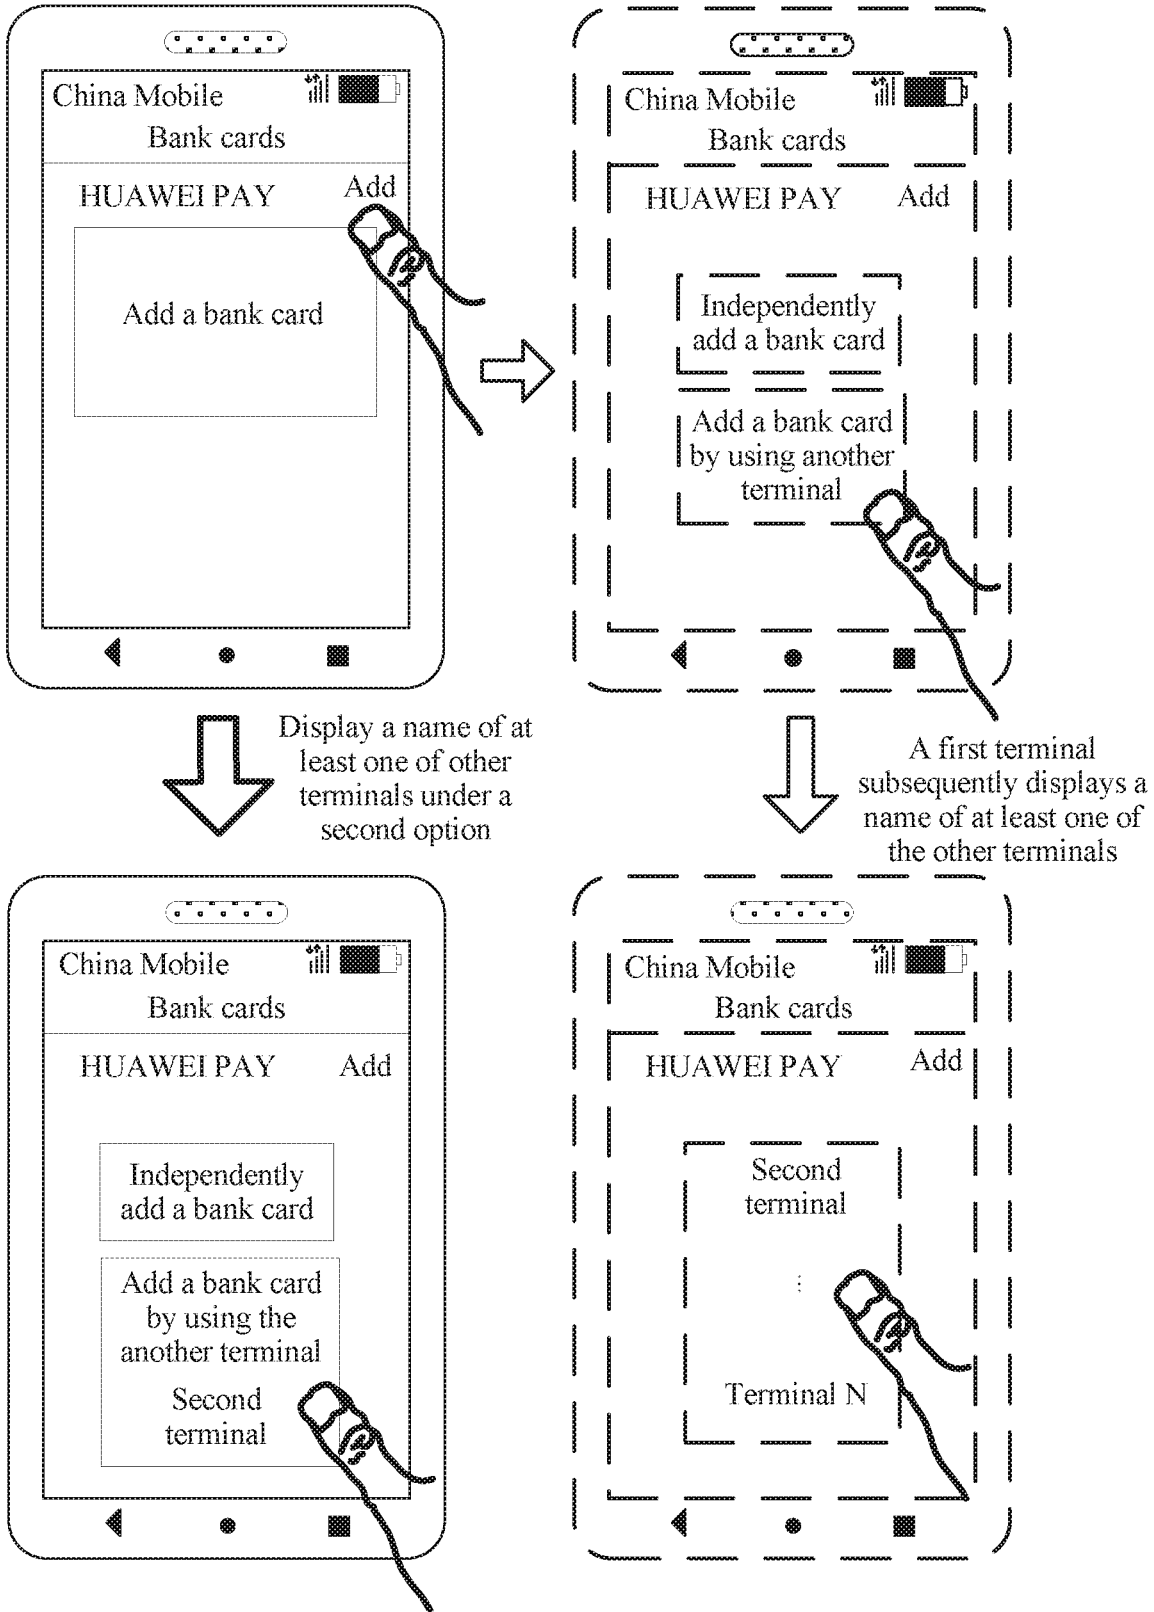 China Mobile
Bank cards
HUAWEI PAY
Add
Add a bank card
China Mobile
Bank cards
HUAWEI PAY
Add
Independently
add a bank card
Add a bank card
by using another
terminal
Display a name of at
least one of other
terminals under a
second option
A first terminal
subsequently displays a
name of at least one of
the other terminals
China Mobile
Bank cards
HUAWEI PAY
Add
Independently
add a bank card
Add a bank card
by using the
another terminal
Second
terminal
China Mobile
Bank cards
HUAWEI PAY
Add
Second
terminal
⋮
Terminal N